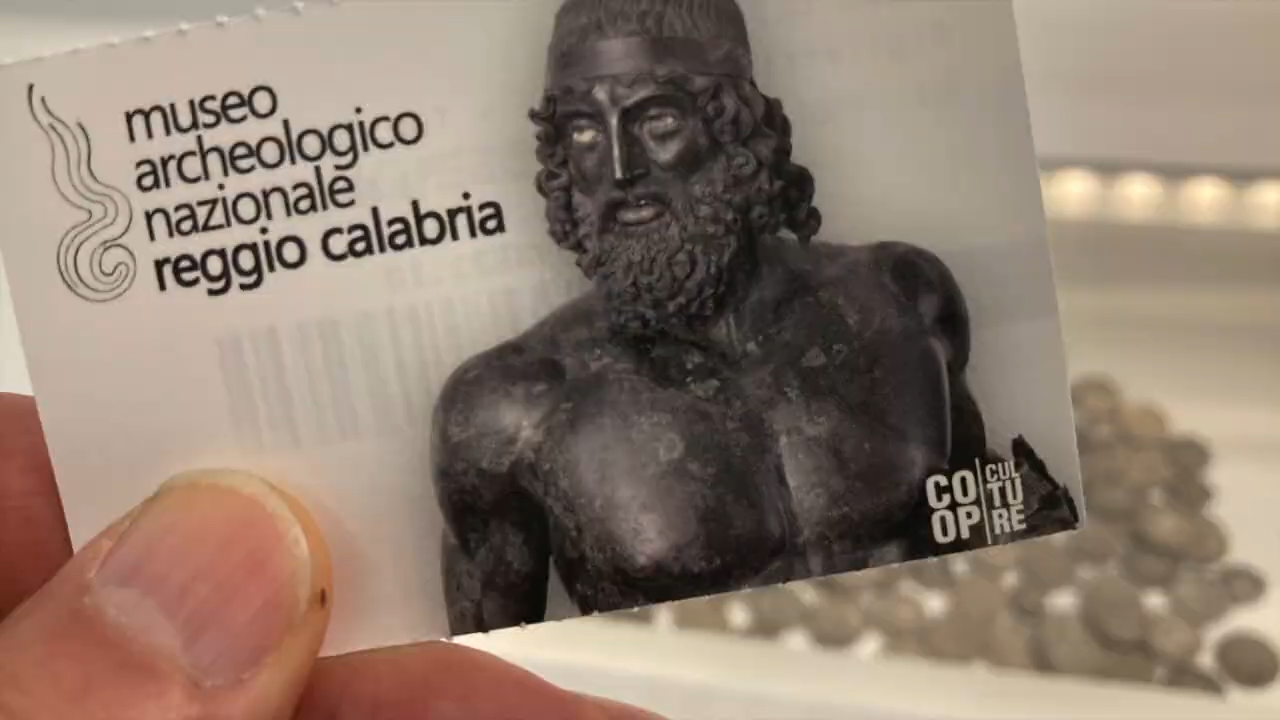 museo
archeologico
nazionale
reggio calabria
CO
OP
CUL
TU
RE